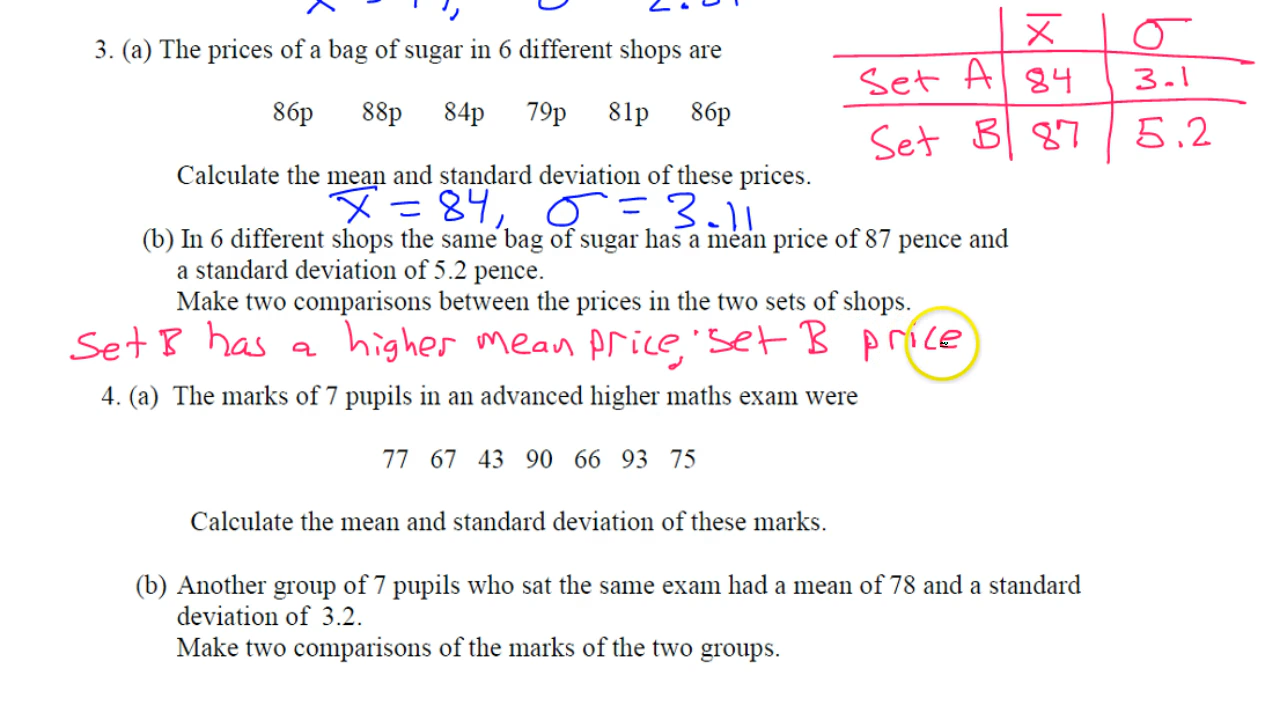 x̄ σ
3. (a) The prices of a bag of sugar in 6 different shops are
Set A 84 3.1
86p 88p 84p 79p 81p 86p
Set B 87 5.2
Calculate the mean and standard deviation of these prices.
x̄ = 84, σ = 3.11
(b) In 6 different shops the same bag of sugar has a mean price of 87 pence and
a standard deviation of 5.2 pence.
Make two comparisons between the prices in the two sets of shops.
Set B has a higher mean price; set B price
4. (a) The marks of 7 pupils in an advanced higher maths exam were
77 67 43 90 66 93 75
Calculate the mean and standard deviation of these marks.
(b) Another group of 7 pupils who sat the same exam had a mean of 78 and a standard
deviation of 3.2.
Make two comparisons of the marks of the two groups.